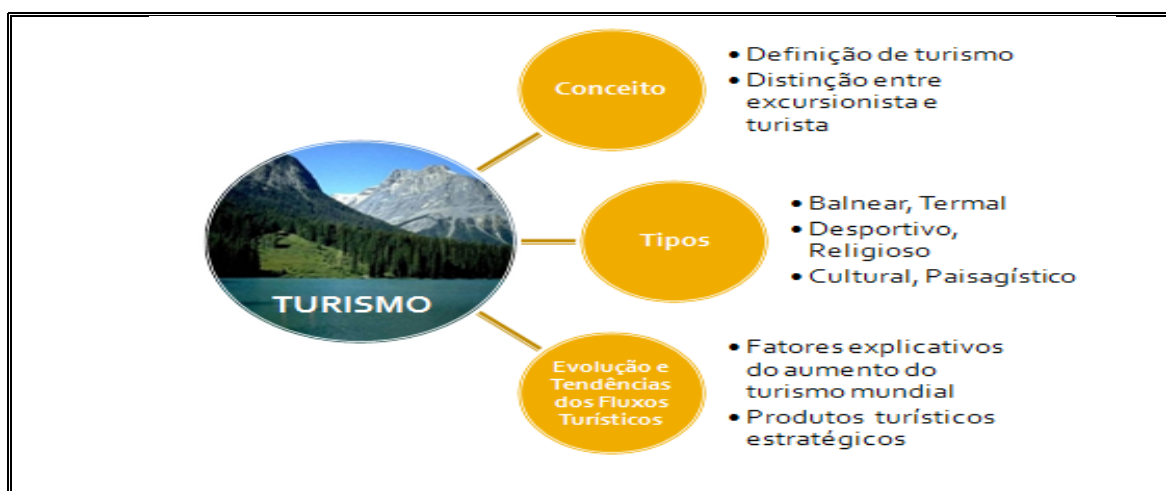 Conceito
• Definição de turismo
• Distinção entre
excursionista e
turista
TURISMO
Tipos
• Balnear, Termal
• Desportivo,
Religioso
• Cultural, Paisagístico
Evolução e
Tendências
dos Fluxos
Turísticos
• Fatores explicativos
do aumento do
turismo mundial
• Produtos turísticos
estratégicos